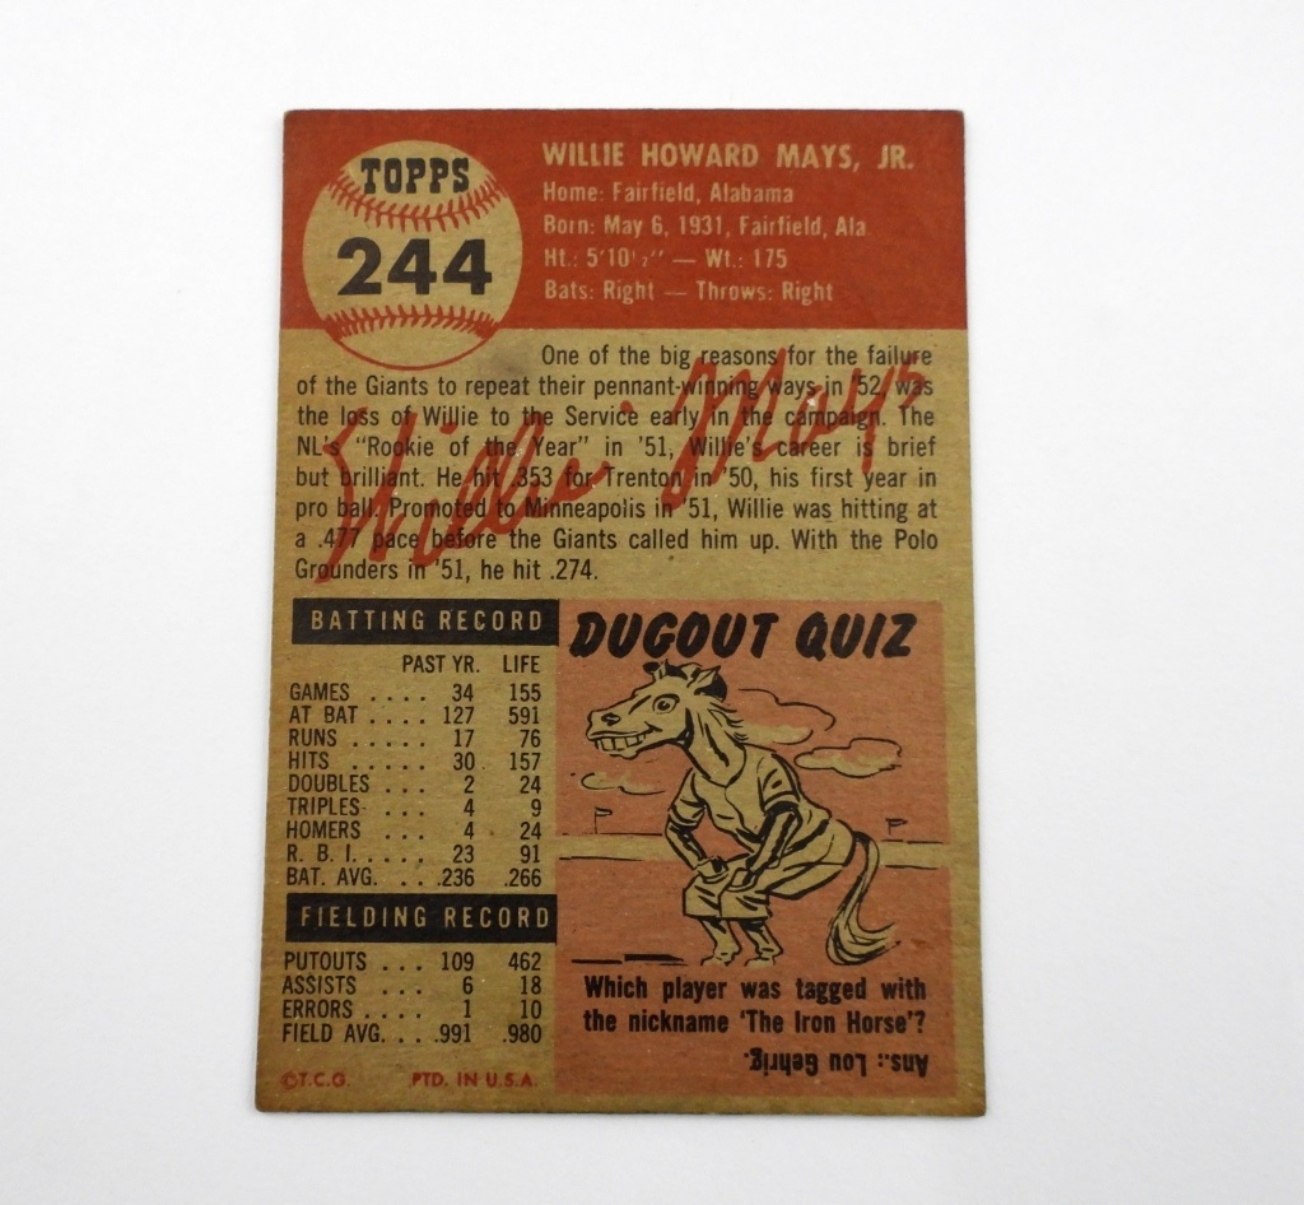 TOPPS
244
WILLIE HOWARD MAYS, JR.
Home: Fairfield, Alabama
Born: May 6, 1931, Fairfield, Ala
Ht.: 5'10½" — Wt.: 175
Bats: Right — Throws: Right
One of the big reasons for the failure
of the Giants to repeat their pennant-winning ways in '52, was
the loss of Willie to the Service early in the campaign. The
NL's "Rookie of the Year" in '51, Willie's career is brief
but brilliant. He hit .353 for Trenton in '50, his first year in
pro ball. Promoted to Minneapolis in '51, Willie was hitting at
a .477 pace before the Giants called him up. With the Polo
Grounders in '51, he hit .274.
Willie Mays
BATTING RECORD
PAST YR. LIFE
GAMES .... 34 155
AT BAT .... 127 591
RUNS ..... 17 76
HITS ..... 30 157
DOUBLES ... 2 24
TRIPLES ... 4 9
HOMERS ... 4 24
R. B. I. .... 23 91
BAT. AVG. ... .236 .266
FIELDING RECORD
PUTOUTS ... 109 462
ASSISTS ... 6 18
ERRORS .... 1 10
FIELD AVG. ... .991 .980
©T.C.G. PTD. IN U.S.A.
DUGOUT QUIZ
Which player was tagged with
the nickname 'The Iron Horse'?
Ans.: Lou Gehrig.